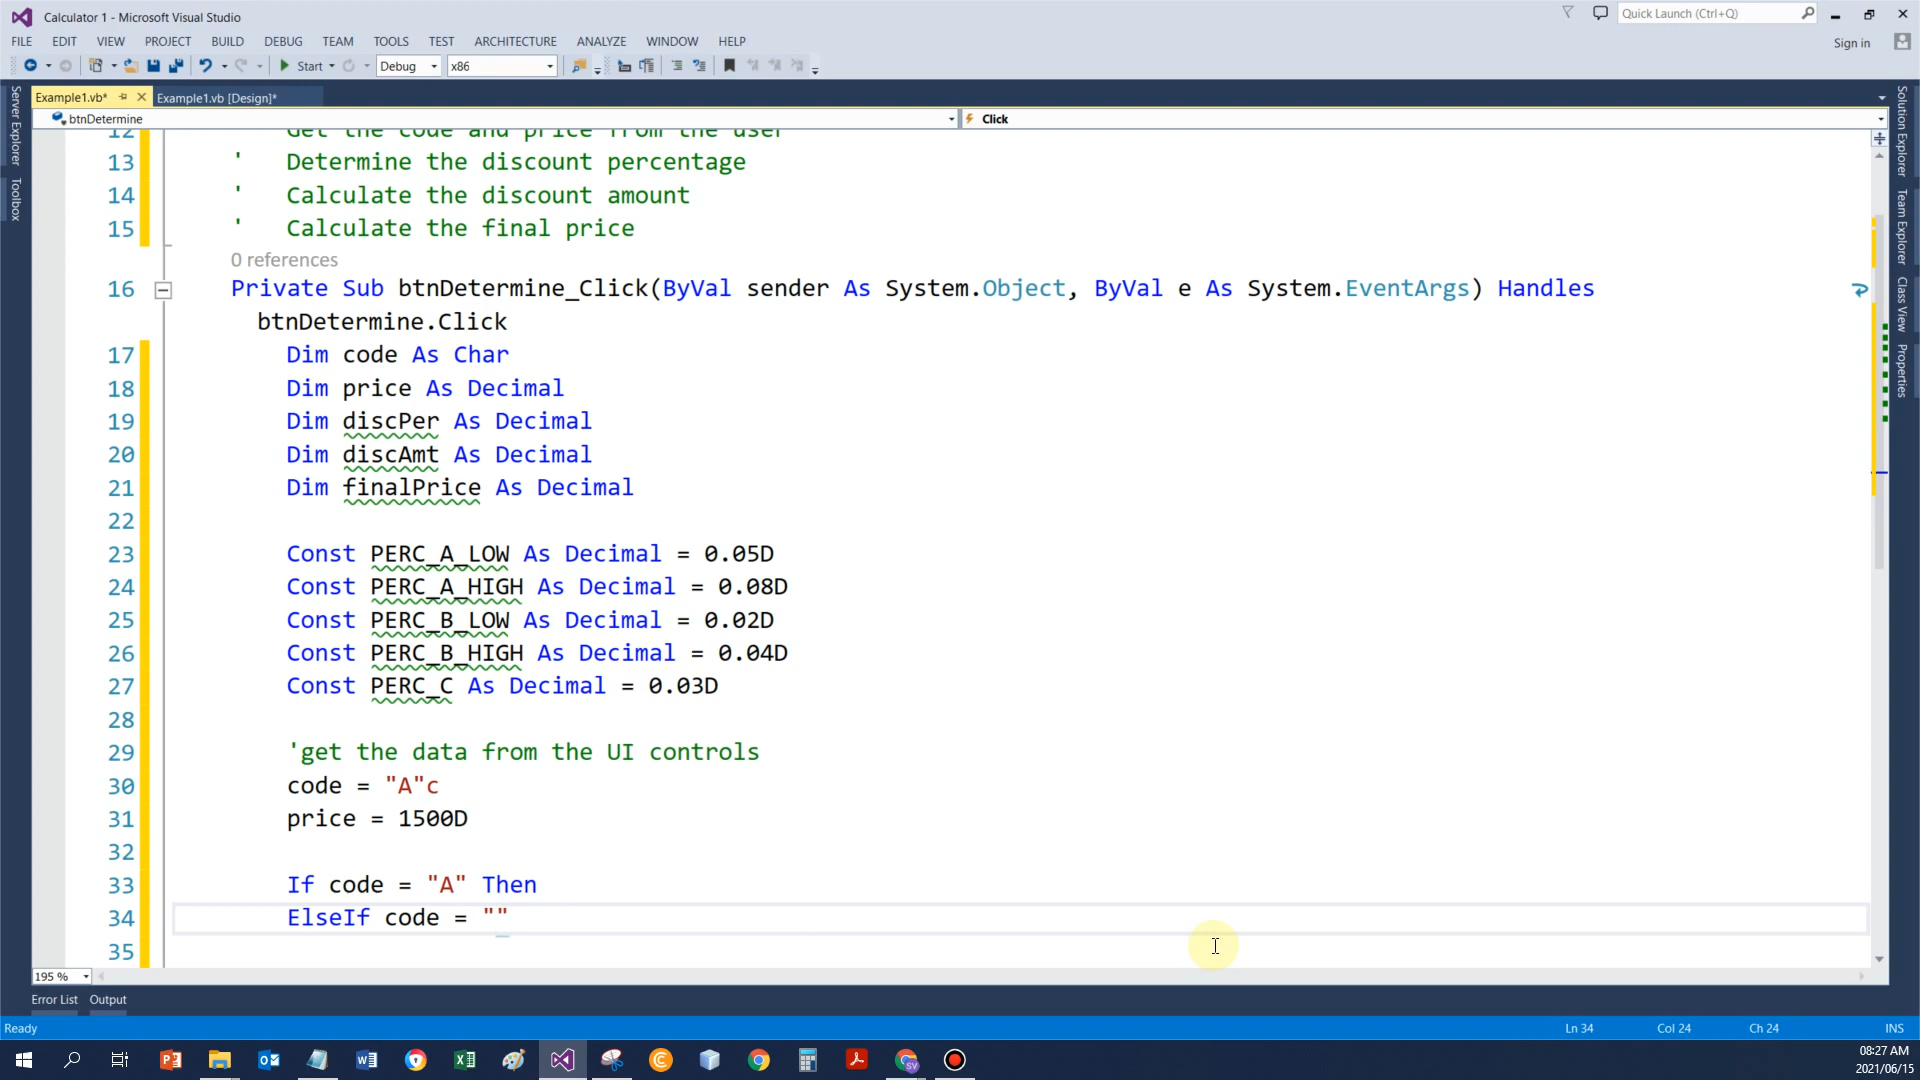 Calculator 1 - Microsoft Visual Studio
Quick Launch (Ctrl+Q)
FILE EDIT VIEW PROJECT BUILD DEBUG TEAM TOOLS TEST ARCHITECTURE ANALYZE WINDOW HELP
Sign in
Start Debug x86
Server Explorer
Toolbox
Example1.vb* Example1.vb [Design]*
btnDetermine Click
12 Get the code and price from the user
13 ' Determine the discount percentage
14 ' Calculate the discount amount
15 ' Calculate the final price
0 references
16 Private Sub btnDetermine_Click(ByVal sender As System.Object, ByVal e As System.EventArgs) Handles
btnDetermine.Click
17 Dim code As Char
18 Dim price As Decimal
19 Dim discPer As Decimal
20 Dim discAmt As Decimal
21 Dim finalPrice As Decimal
22
23 Const PERC_A_LOW As Decimal = 0.05D
24 Const PERC_A_HIGH As Decimal = 0.08D
25 Const PERC_B_LOW As Decimal = 0.02D
26 Const PERC_B_HIGH As Decimal = 0.04D
27 Const PERC_C As Decimal = 0.03D
28
29 'get the data from the UI controls
30 code = "A"c
31 price = 1500D
32
33 If code = "A" Then
34 ElseIf code = ""
35
Solution Explorer
Team Explorer
Class View
Properties
195 %
Error List Output
Ready Ln 34 Col 24 Ch 24 INS
08:27 AM
2021/06/15